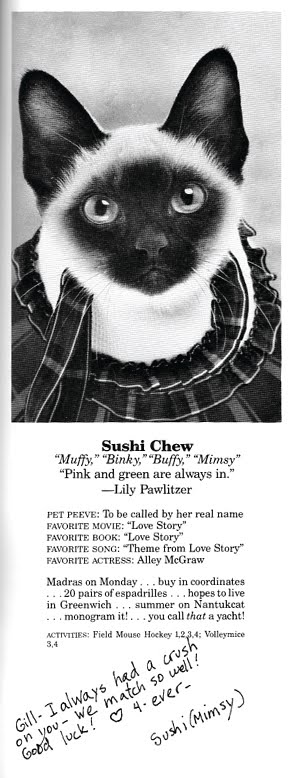 Sushi Chew
"Muffy," "Binky," "Buffy," "Mimsy"
"Pink and green are always in."
—Lily Pawlitzer
PET PEEVE: To be called by her real name
FAVORITE MOVIE: "Love Story"
FAVORITE BOOK: "Love Story"
FAVORITE SONG: "Theme from Love Story"
FAVORITE ACTRESS: Alley McGraw
Madras on Monday . . . buy in coordinates
. . . 20 pairs of espadrilles . . . hopes to live
in Greenwich . . . summer on Nantukcat
. . . monogram it! . . . you call that a yacht!
ACTIVITIES: Field Mouse Hockey 1,2,3,4; Volleymice
3,4
Gill- I always had a crush
on you- we match so well!
Good luck! ♡ 4-ever-
Sushi (Mimsy)